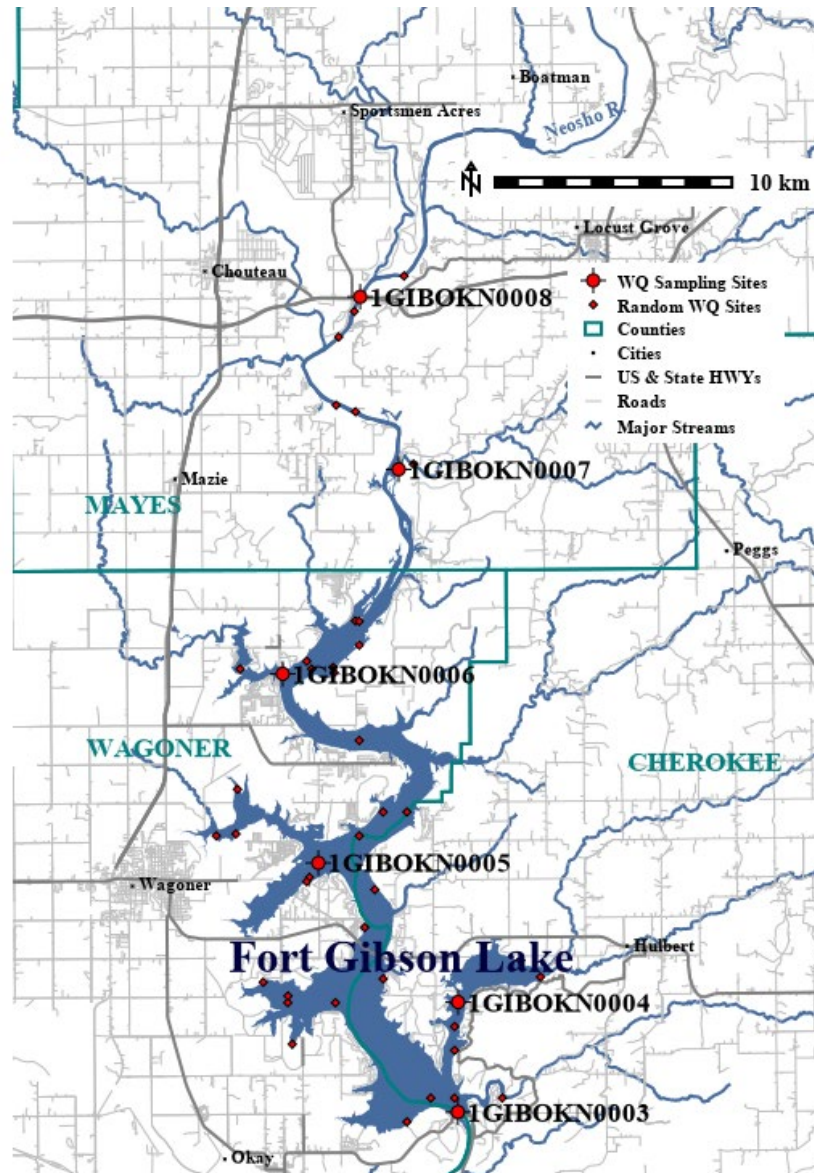 Boatman
Sportsmen Acres
Neosho R.
N
10 km
Locust Grove
Chouteau
WQ Sampling Sites
1GIBOKN0008
Random WQ Sites
Counties
Cities
US & State HWYs
Roads
Major Streams
1GIBOKN0007
Mazie
MAYES
Peggs
1GIBOKN0006
WAGONER
CHEROKEE
1GIBOKN0005
Wagoner
Fort Gibson Lake
Hulbert
1GIBOKN0004
1GIBOKN0003
Okay